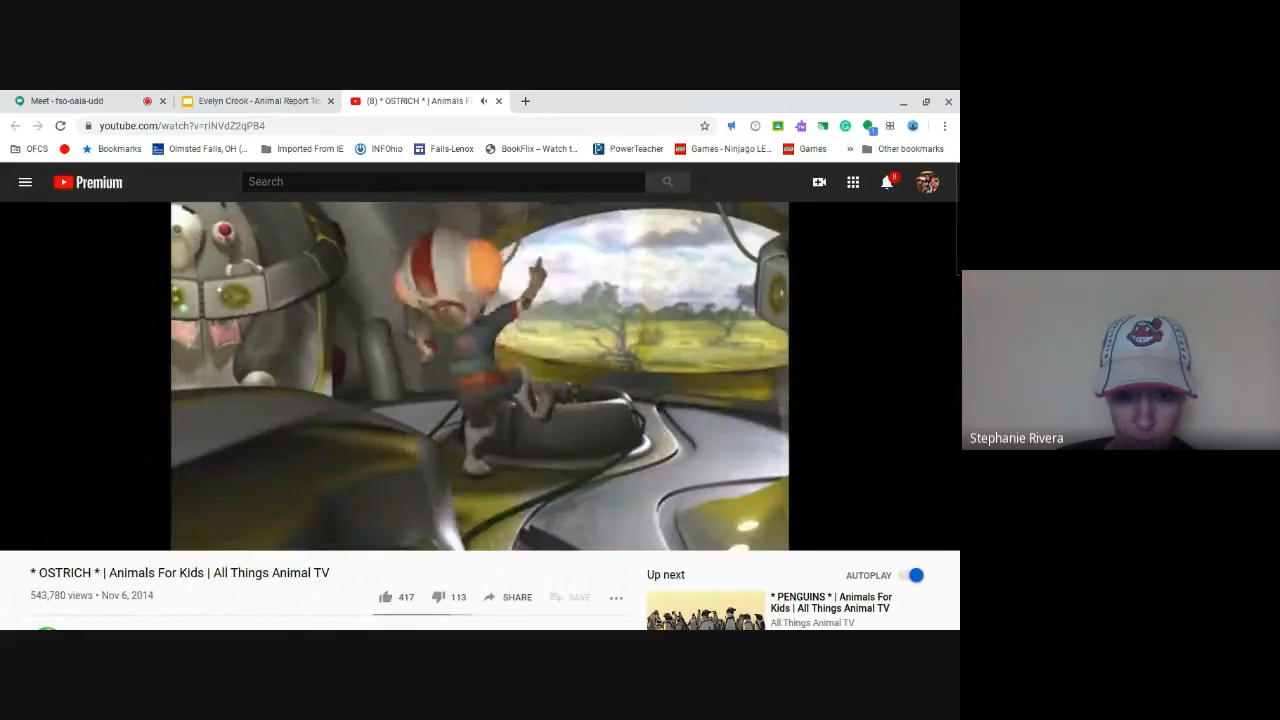 Meet - fso-oaia-udd
Evelyn Crook - Animal Report Te
(8) * OSTRICH * | Animals F
youtube.com/watch?v=rINVdZ2qPB4
OFCS
Bookmarks
Olmsted Falls, OH (...
Imported From IE
INFOhio
Falls-Lenox
BookFlix – Watch t...
PowerTeacher
Games - Ninjago LE...
Games
»
Other bookmarks
Premium
Search
8
Stephanie Rivera
* OSTRICH * | Animals For Kids | All Things Animal TV
543,780 views • Nov 6, 2014
417
113
SHARE
SAVE
Up next
AUTOPLAY
* PENGUINS * | Animals For
Kids | All Things Animal TV
All Things Animal TV